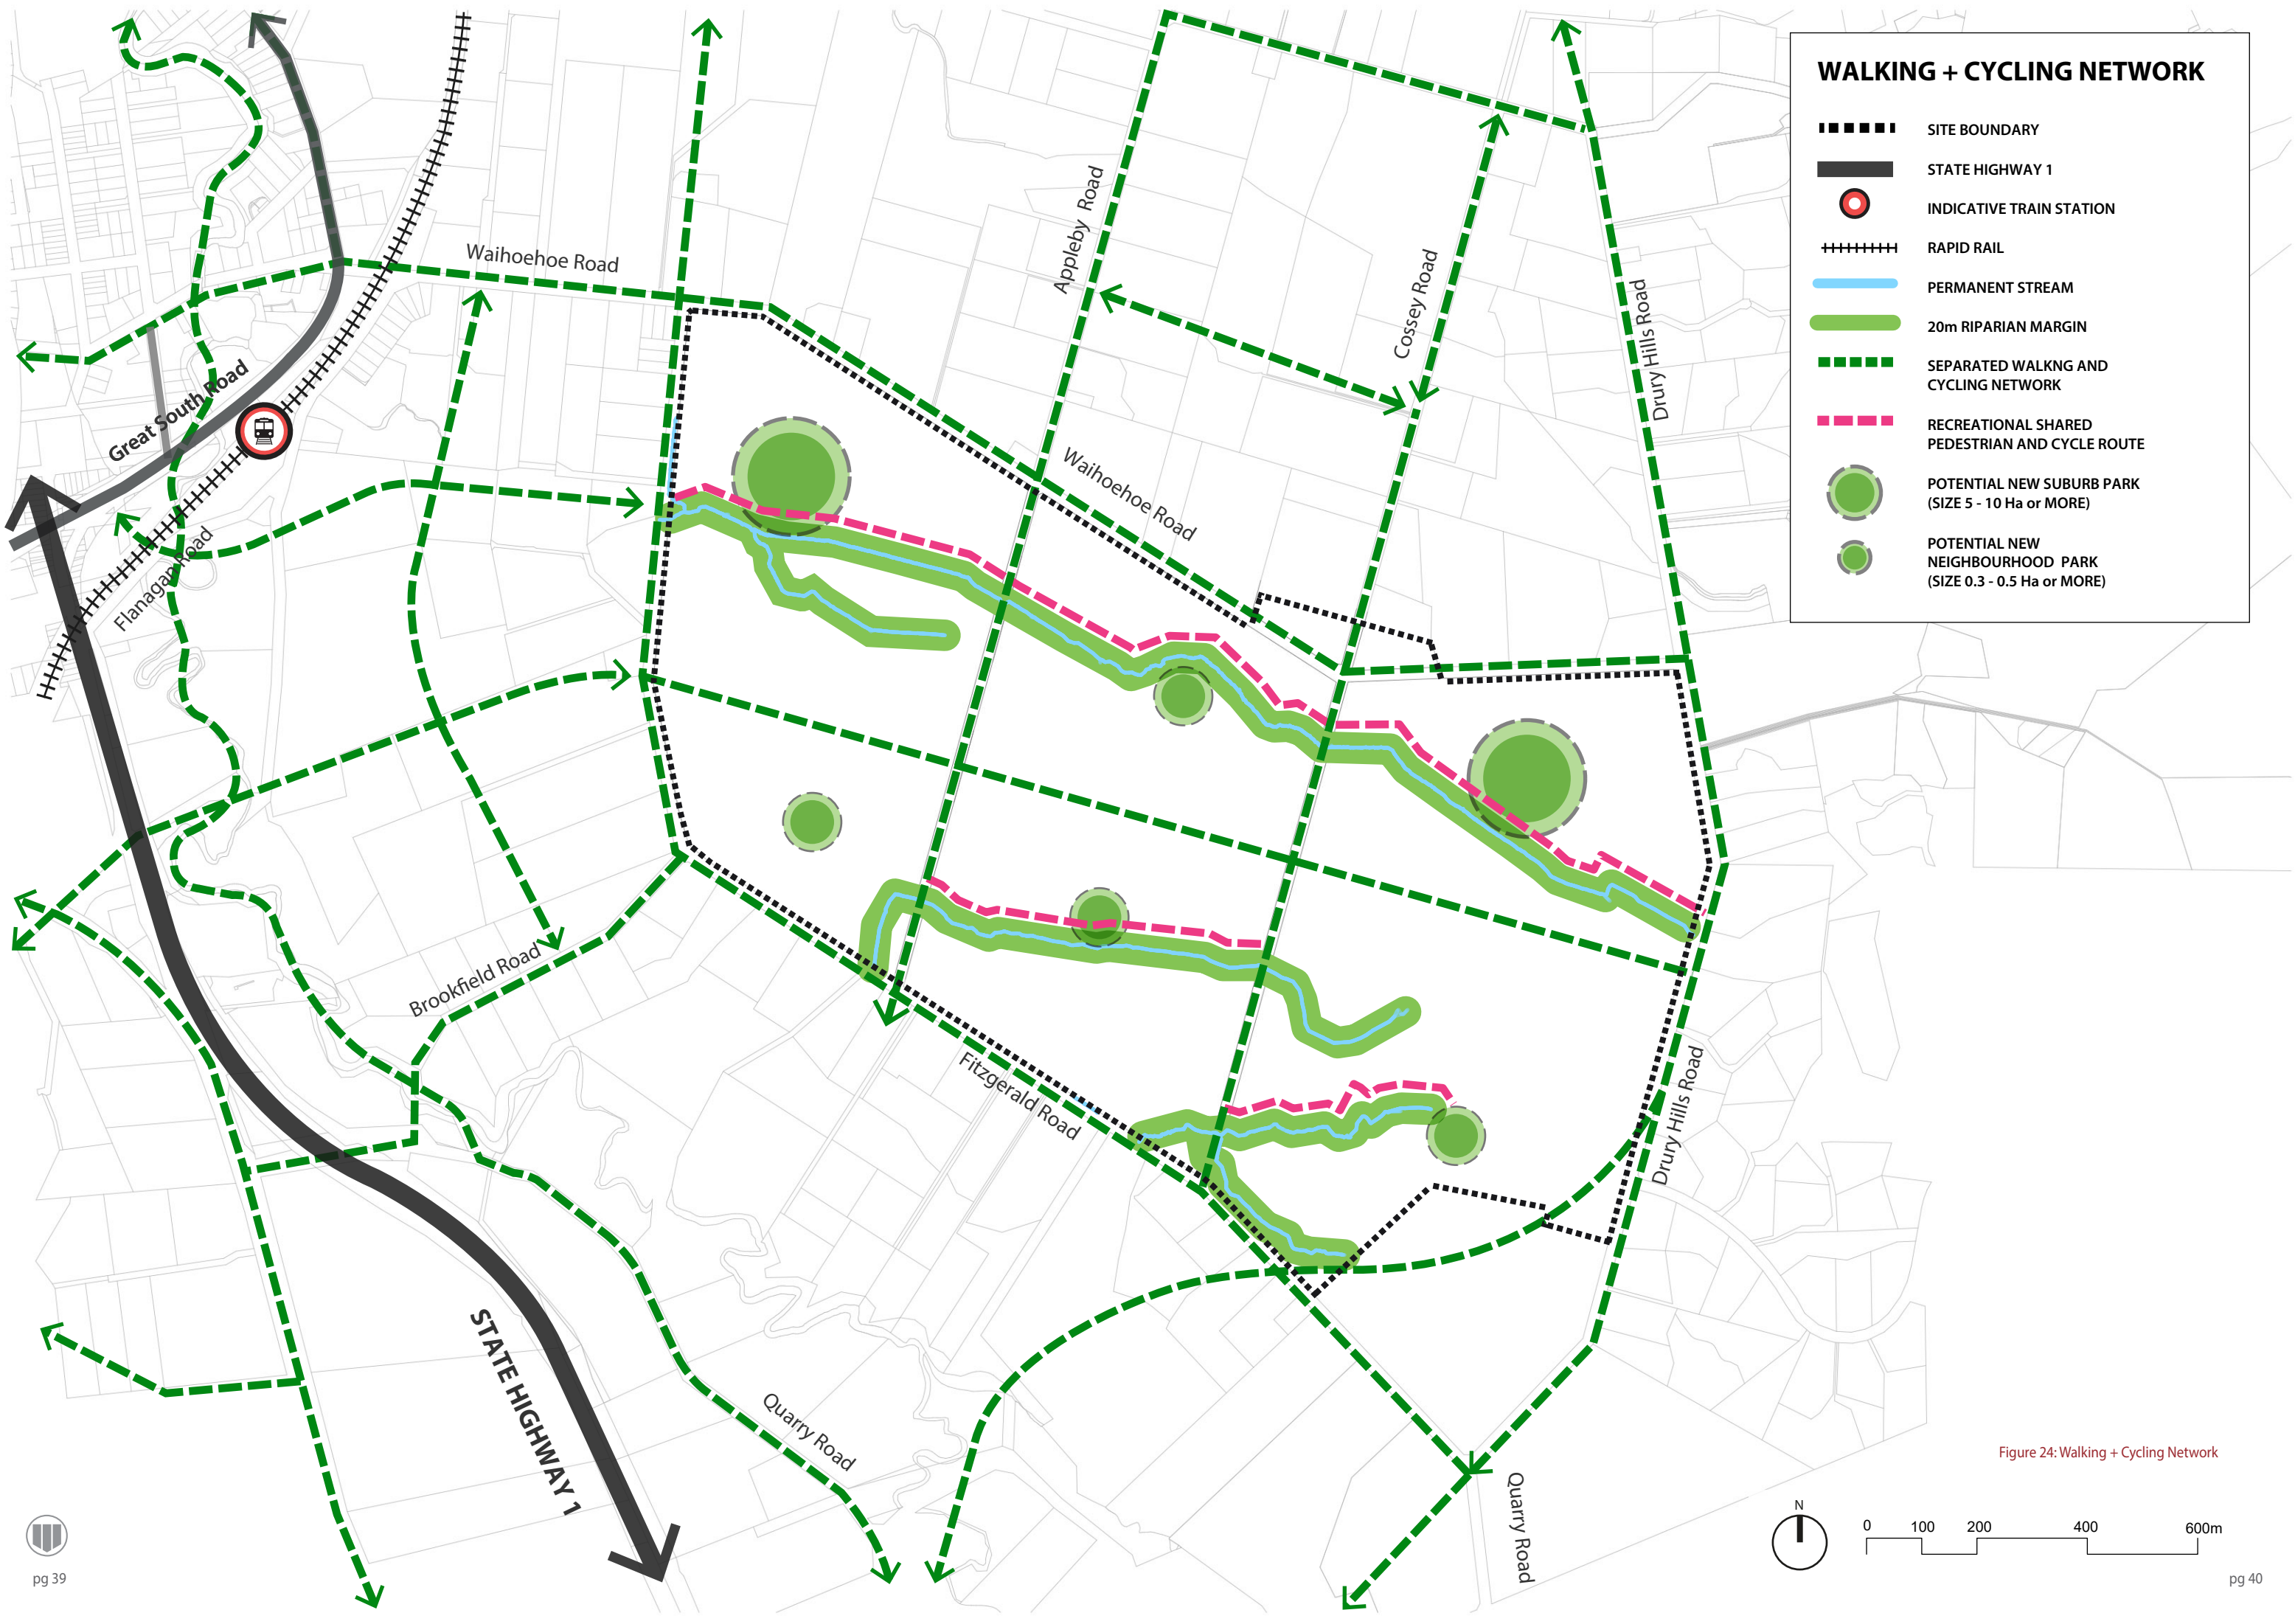 WALKING + CYCLING NETWORK
SITE BOUNDARY
STATE HIGHWAY 1
INDICATIVE TRAIN STATION
RAPID RAIL
PERMANENT STREAM
20m RIPARIAN MARGIN
SEPARATED WALKNG AND
CYCLING NETWORK
RECREATIONAL SHARED
PEDESTRIAN AND CYCLE ROUTE
POTENTIAL NEW SUBURB PARK
(SIZE 5 - 10 Ha or MORE)
POTENTIAL NEW
NEIGHBOURHOOD PARK
(SIZE 0.3 - 0.5 Ha or MORE)
Waihoehoe Road
Appleby Road
Cossey Road
Drury Hills Road
Great South Road
Waihoehoe Road
Flanagan Road
Brookfield Road
Fitzgerald Road
Drury Hills Road
STATE HIGHWAY 1
Quarry Road
Quarry Road
Figure 24: Walking + Cycling Network
N
0 100 200 400 600m
pg 39
pg 40